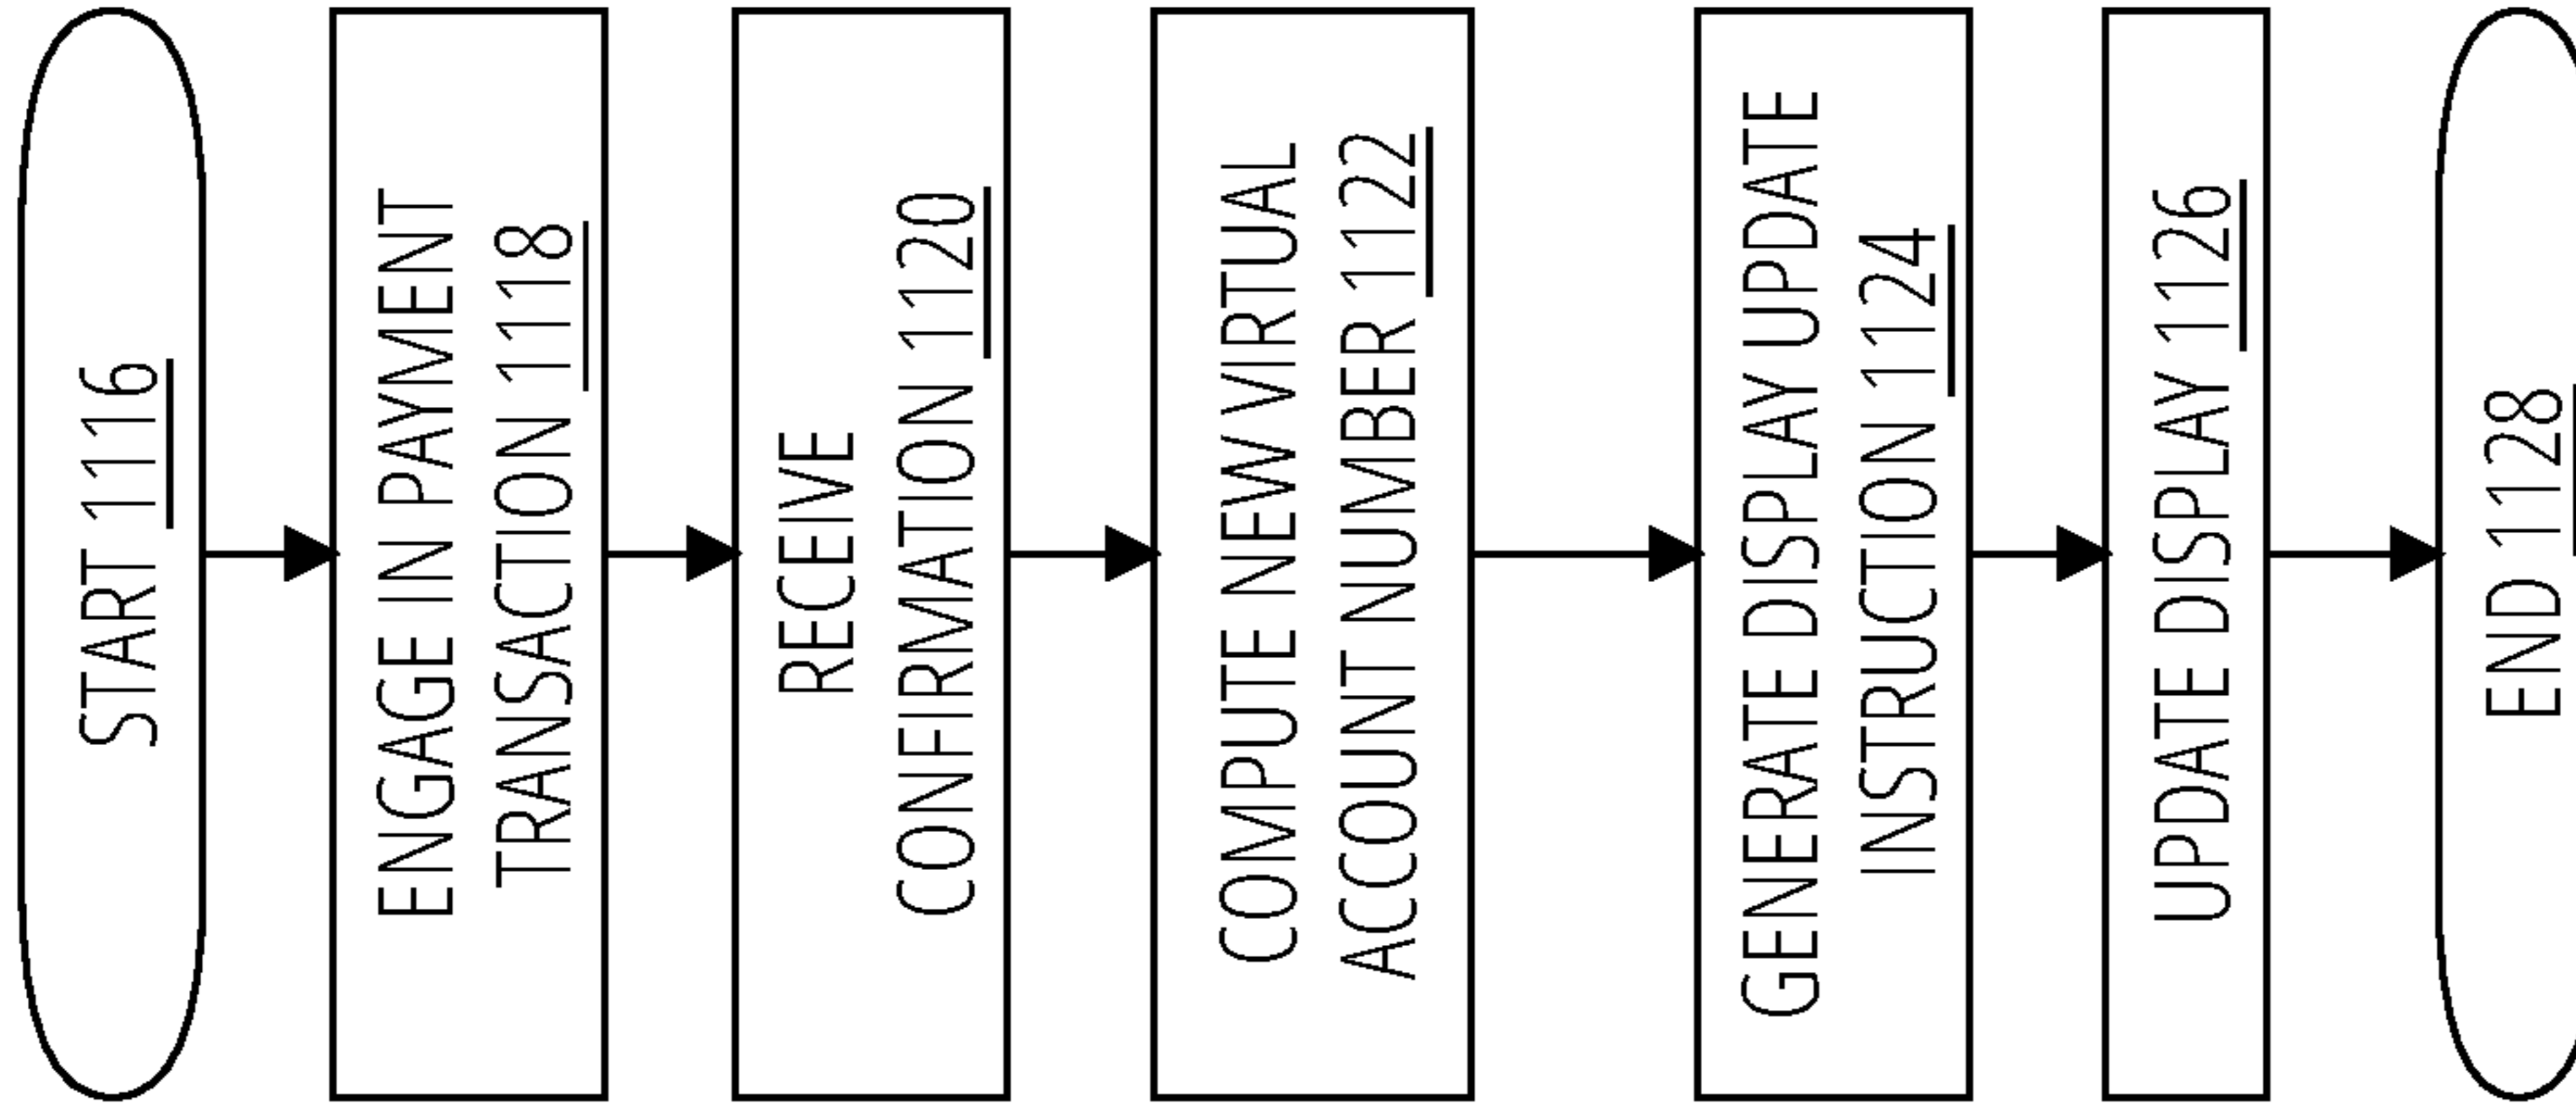 START 1116
ENGAGE IN PAYMENT
TRANSACTION 1118
RECEIVE
CONFIRMATION 1120
COMPUTE NEW VIRTUAL
ACCOUNT NUMBER 1122
GENERATE DISPLAY UPDATE
INSTRUCTION 1124
UPDATE DISPLAY 1126
END 1128